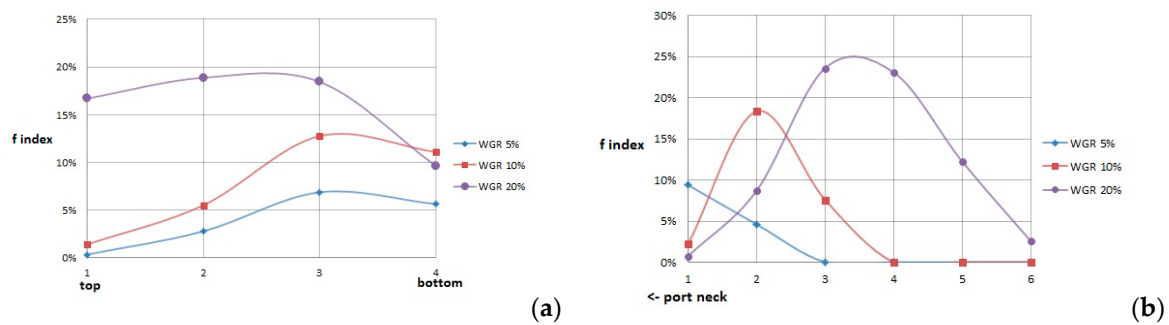 25%
20%
15%
f index
10%
5%
0%
1 2 3 4
top bottom
WGR 5%
WGR 10%
WGR 20%
(a)
30%
25%
20%
15%
f index
10%
5%
0%
1 2 3 4 5 6
<- port neck
WGR 5%
WGR 10%
WGR 20%
(b)